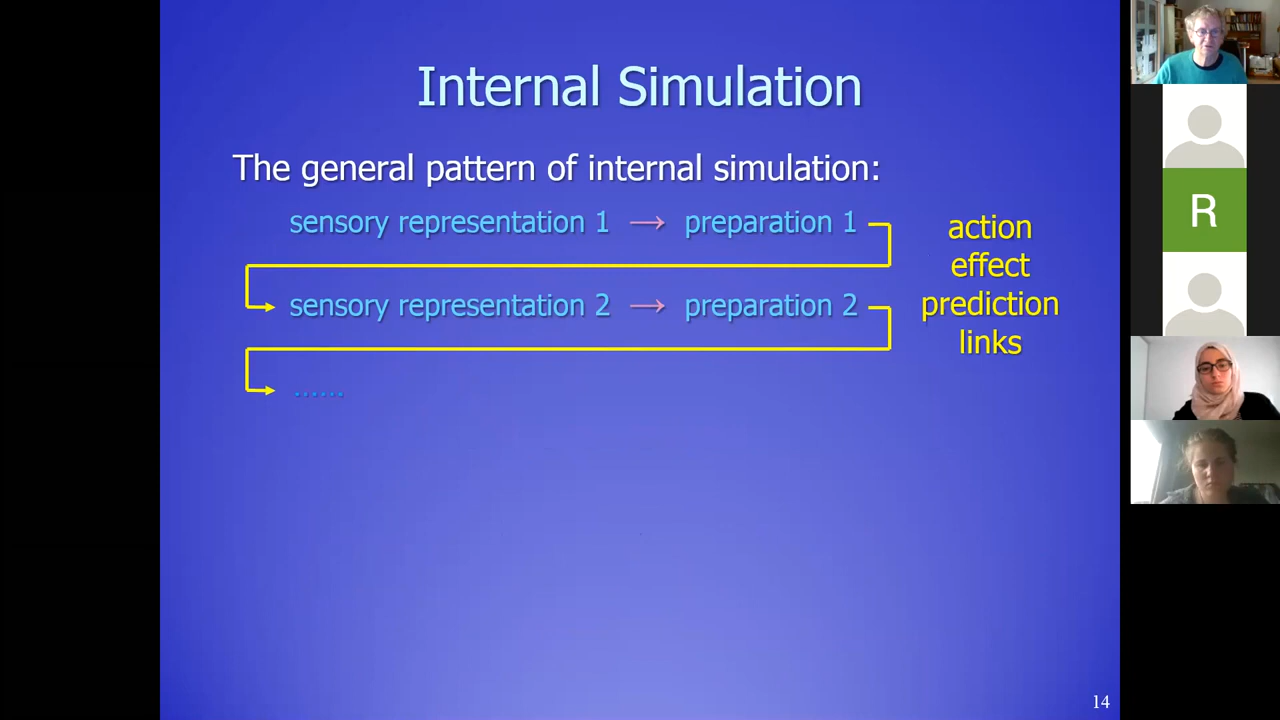 Internal Simulation
The general pattern of internal simulation:
sensory representation 1 → preparation 1
sensory representation 2 → preparation 2
……
action
effect
prediction
links
R
14